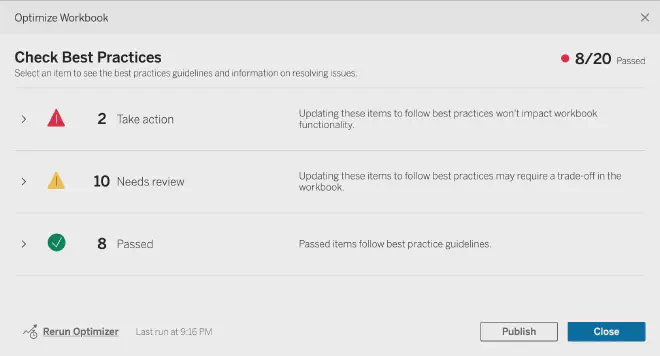 Optimize Workbook
Check Best Practices
Select an item to see the best practices guidelines and information on resolving issues.
8/20 Passed
2 Take action
Updating these items to follow best practices won't impact workbook
functionality.
10 Needs review
Updating these items to follow best practices may require a trade-off in the
workbook.
8 Passed
Passed items follow best practice guidelines.
Rerun Optimizer
Last run at 9:16 PM
Publish
Close